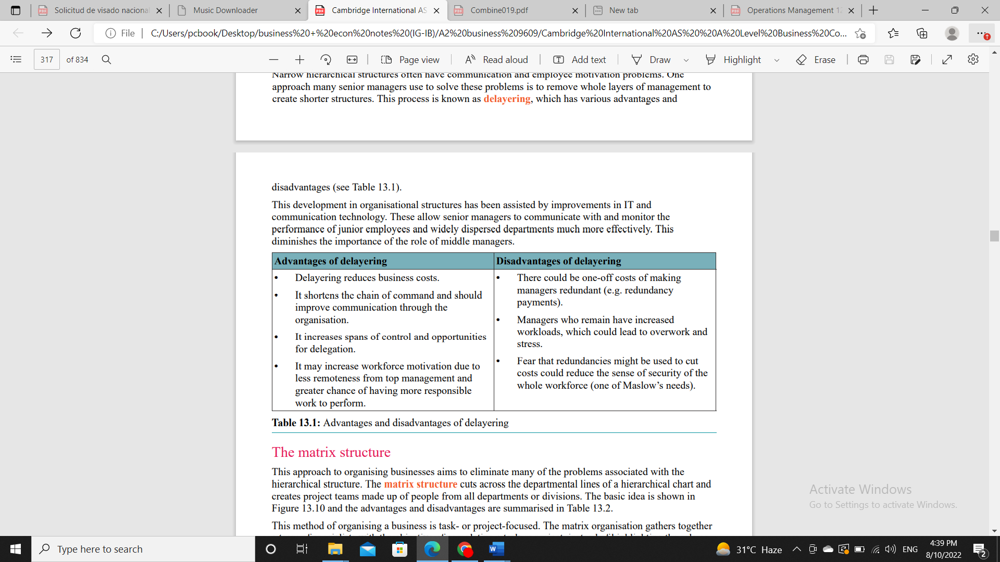 Solicitud de visado nacional
Music Downloader
Cambridge International AS
Combine019.pdf
New tab
Operations Management 12
File
C:/Users/pcbook/Desktop/business%20+%20econ%20notes%20(IG-IB)/A2%20business%209609/Cambridge%20International%20AS%20%20A%20Level%20Business%20Co...
317 of 834
Page view
Read aloud
Add text
Draw
Highlight
Erase
Narrow hierarchical structures often have communication and employee motivation problems. One
approach many senior managers use to solve these problems is to remove whole layers of management to
create shorter structures. This process is known as delayering, which has various advantages and
disadvantages (see Table 13.1).
This development in organisational structures has been assisted by improvements in IT and
communication technology. These allow senior managers to communicate with and monitor the
performance of junior employees and widely dispersed departments much more effectively. This
diminishes the importance of the role of middle managers.
Advantages of delayering
• Delayering reduces business costs.
• It shortens the chain of command and should
improve communication through the
organisation.
• It increases spans of control and opportunities
for delegation.
• It may increase workforce motivation due to
less remoteness from top management and
greater chance of having more responsible
work to perform.
Disadvantages of delayering
• There could be one-off costs of making
managers redundant (e.g. redundancy
payments).
• Managers who remain have increased
workloads, which could lead to overwork and
stress.
• Fear that redundancies might be used to cut
costs could reduce the sense of security of the
whole workforce (one of Maslow's needs).
Table 13.1: Advantages and disadvantages of delayering
The matrix structure
This approach to organising businesses aims to eliminate many of the problems associated with the
hierarchical structure. The matrix structure cuts across the departmental lines of a hierarchical chart and
creates project teams made up of people from all departments or divisions. The basic idea is shown in
Figure 13.10 and the advantages and disadvantages are summarised in Table 13.2.
This method of organising a business is task- or project-focused. The matrix organisation gathers together
Activate Windows
Go to Settings to activate Windows.
Type here to search
31°C Haze
ENG
4:39 PM
8/10/2022
2